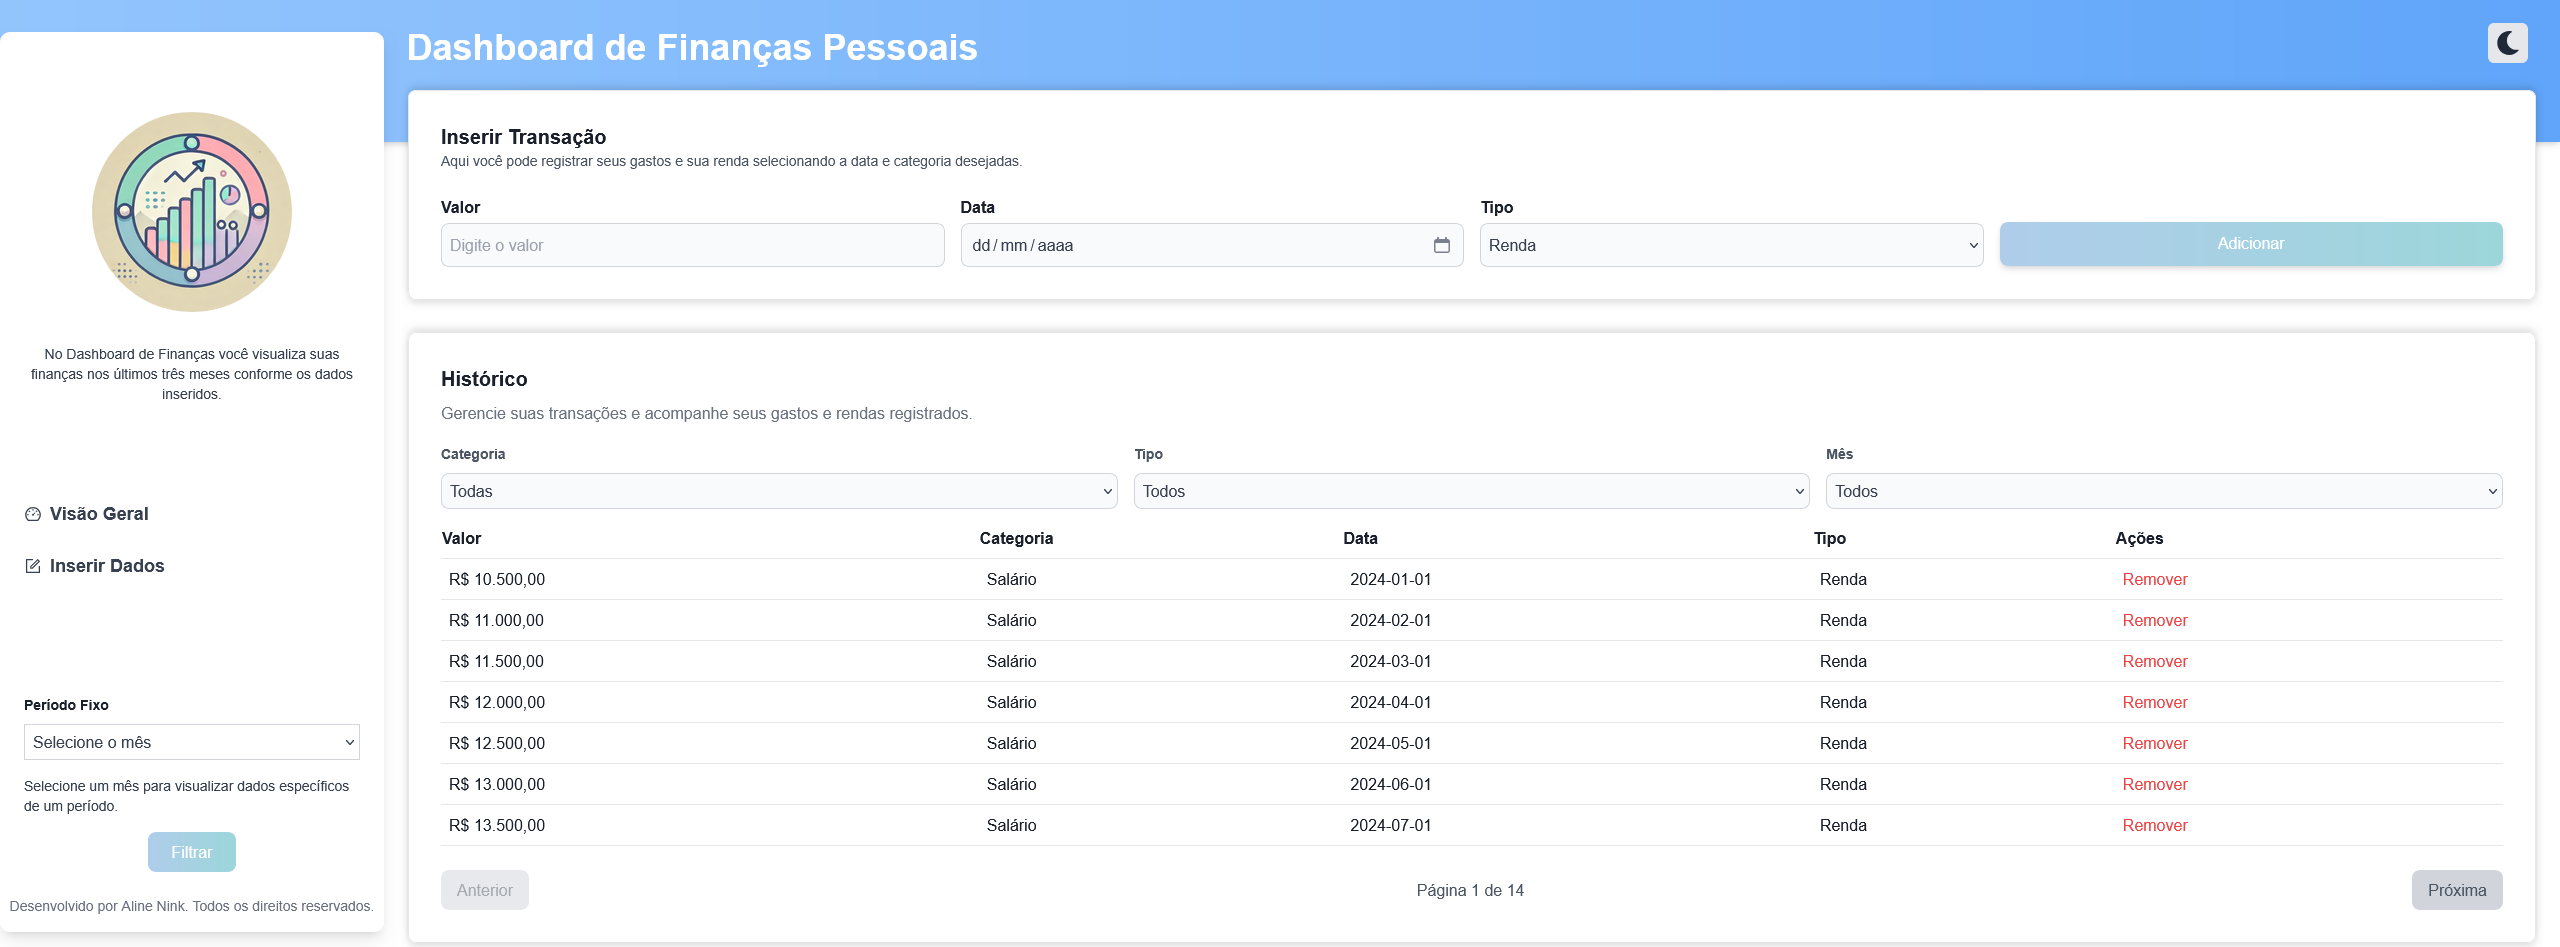 Dashboard de Finanças Pessoais
No Dashboard de Finanças você visualiza suas
finanças nos últimos três meses conforme os dados
inseridos.
Visão Geral
Inserir Dados
Período Fixo
Selecione o mês
Selecione um mês para visualizar dados específicos
de um período.
Filtrar
Desenvolvido por Aline Nink. Todos os direitos reservados.
Inserir Transação
Aqui você pode registrar seus gastos e sua renda selecionando a data e categoria desejadas.
Valor Data Tipo
Digite o valor dd/mm/aaaa Renda Adicionar
Histórico
Gerencie suas transações e acompanhe seus gastos e rendas registrados.
Categoria Tipo Mês
Todas Todos Todos
Valor Categoria Data Tipo Ações
R$ 10.500,00 Salário 2024-01-01 Renda Remover
R$ 11.000,00 Salário 2024-02-01 Renda Remover
R$ 11.500,00 Salário 2024-03-01 Renda Remover
R$ 12.000,00 Salário 2024-04-01 Renda Remover
R$ 12.500,00 Salário 2024-05-01 Renda Remover
R$ 13.000,00 Salário 2024-06-01 Renda Remover
R$ 13.500,00 Salário 2024-07-01 Renda Remover
Anterior Página 1 de 14 Próxima